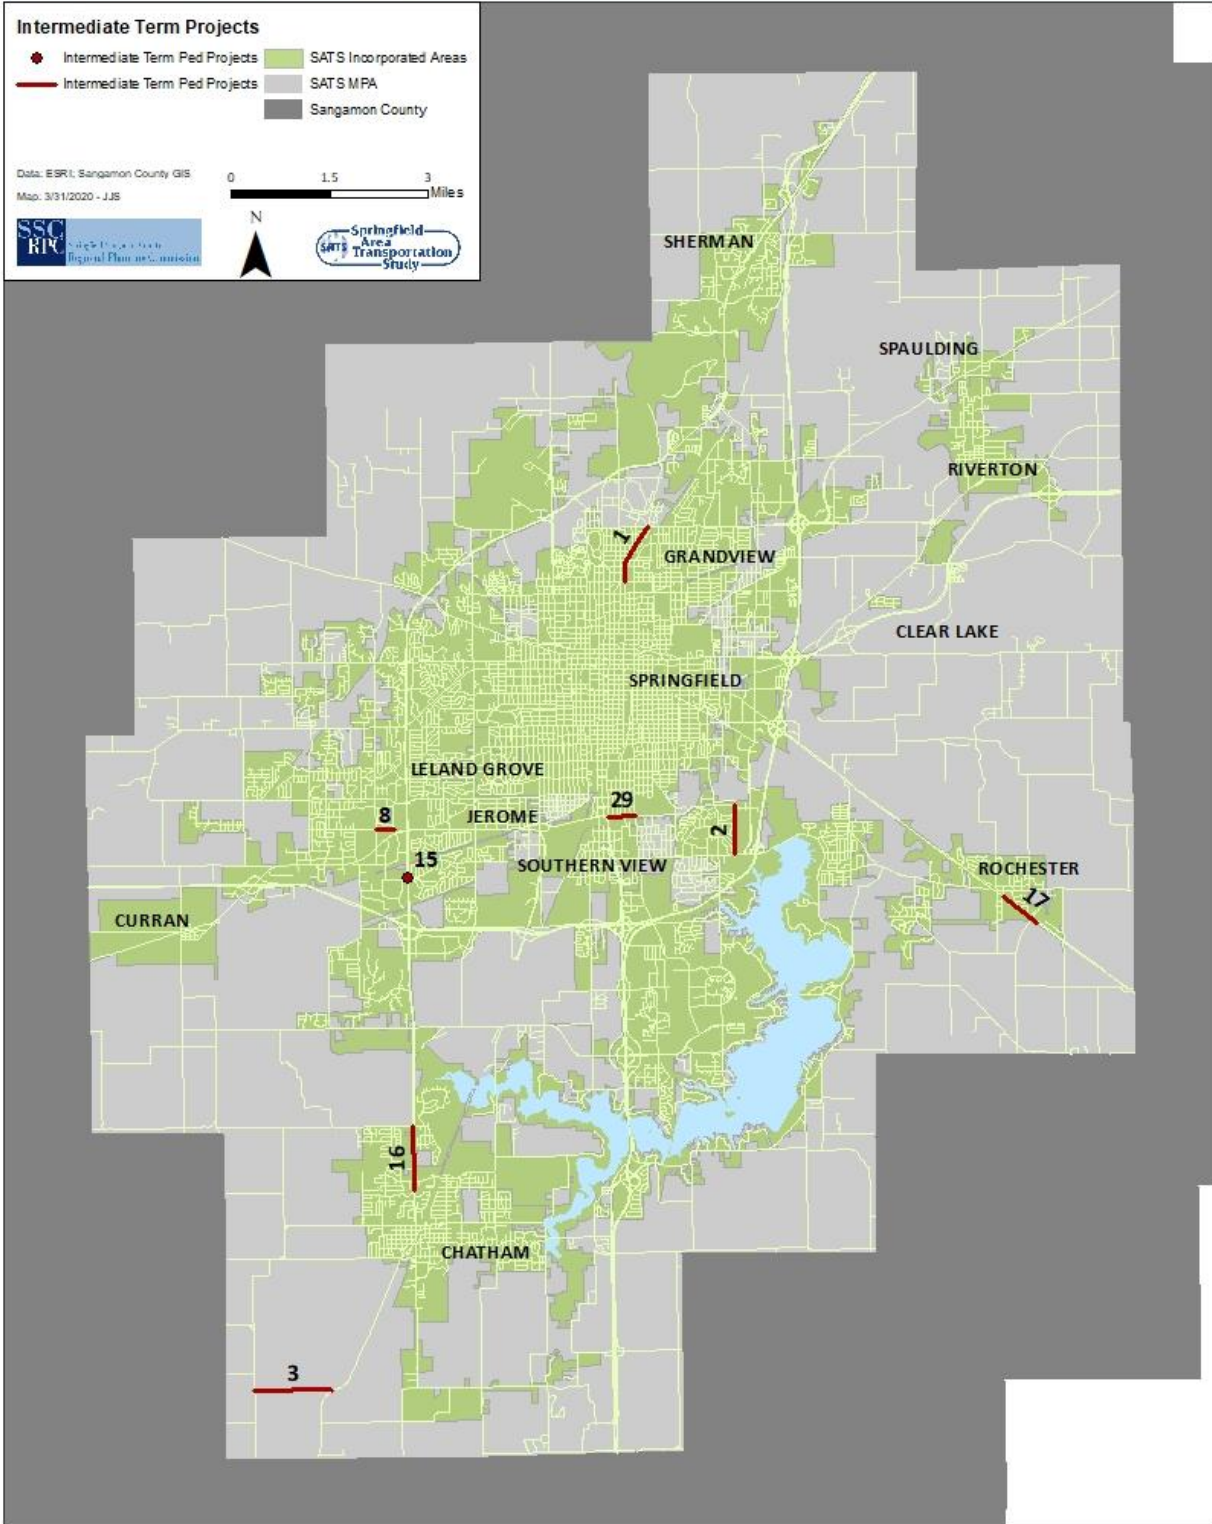 Intermediate Term Projects
Intermediate Term Ped Projects
SATS Incorporated Areas
Intermediate Term Ped Projects
SATS MPA
Sangamon County
Data: ESRI, Sangamon County GIS
Map: 3/31/2020 - JJS
0 1.5 3
Miles
N
SSC
RPC
Regional Planning Commission
SATS
Springfield
Area
Transportation
Study
SHERMAN
SPAULDING
RIVERTON
1
GRANDVIEW
CLEAR LAKE
SPRINGFIELD
LELAND GROVE
29
8
JEROME
2
15
SOUTHERN VIEW
ROCHESTER
17
CURRAN
16
CHATHAM
3